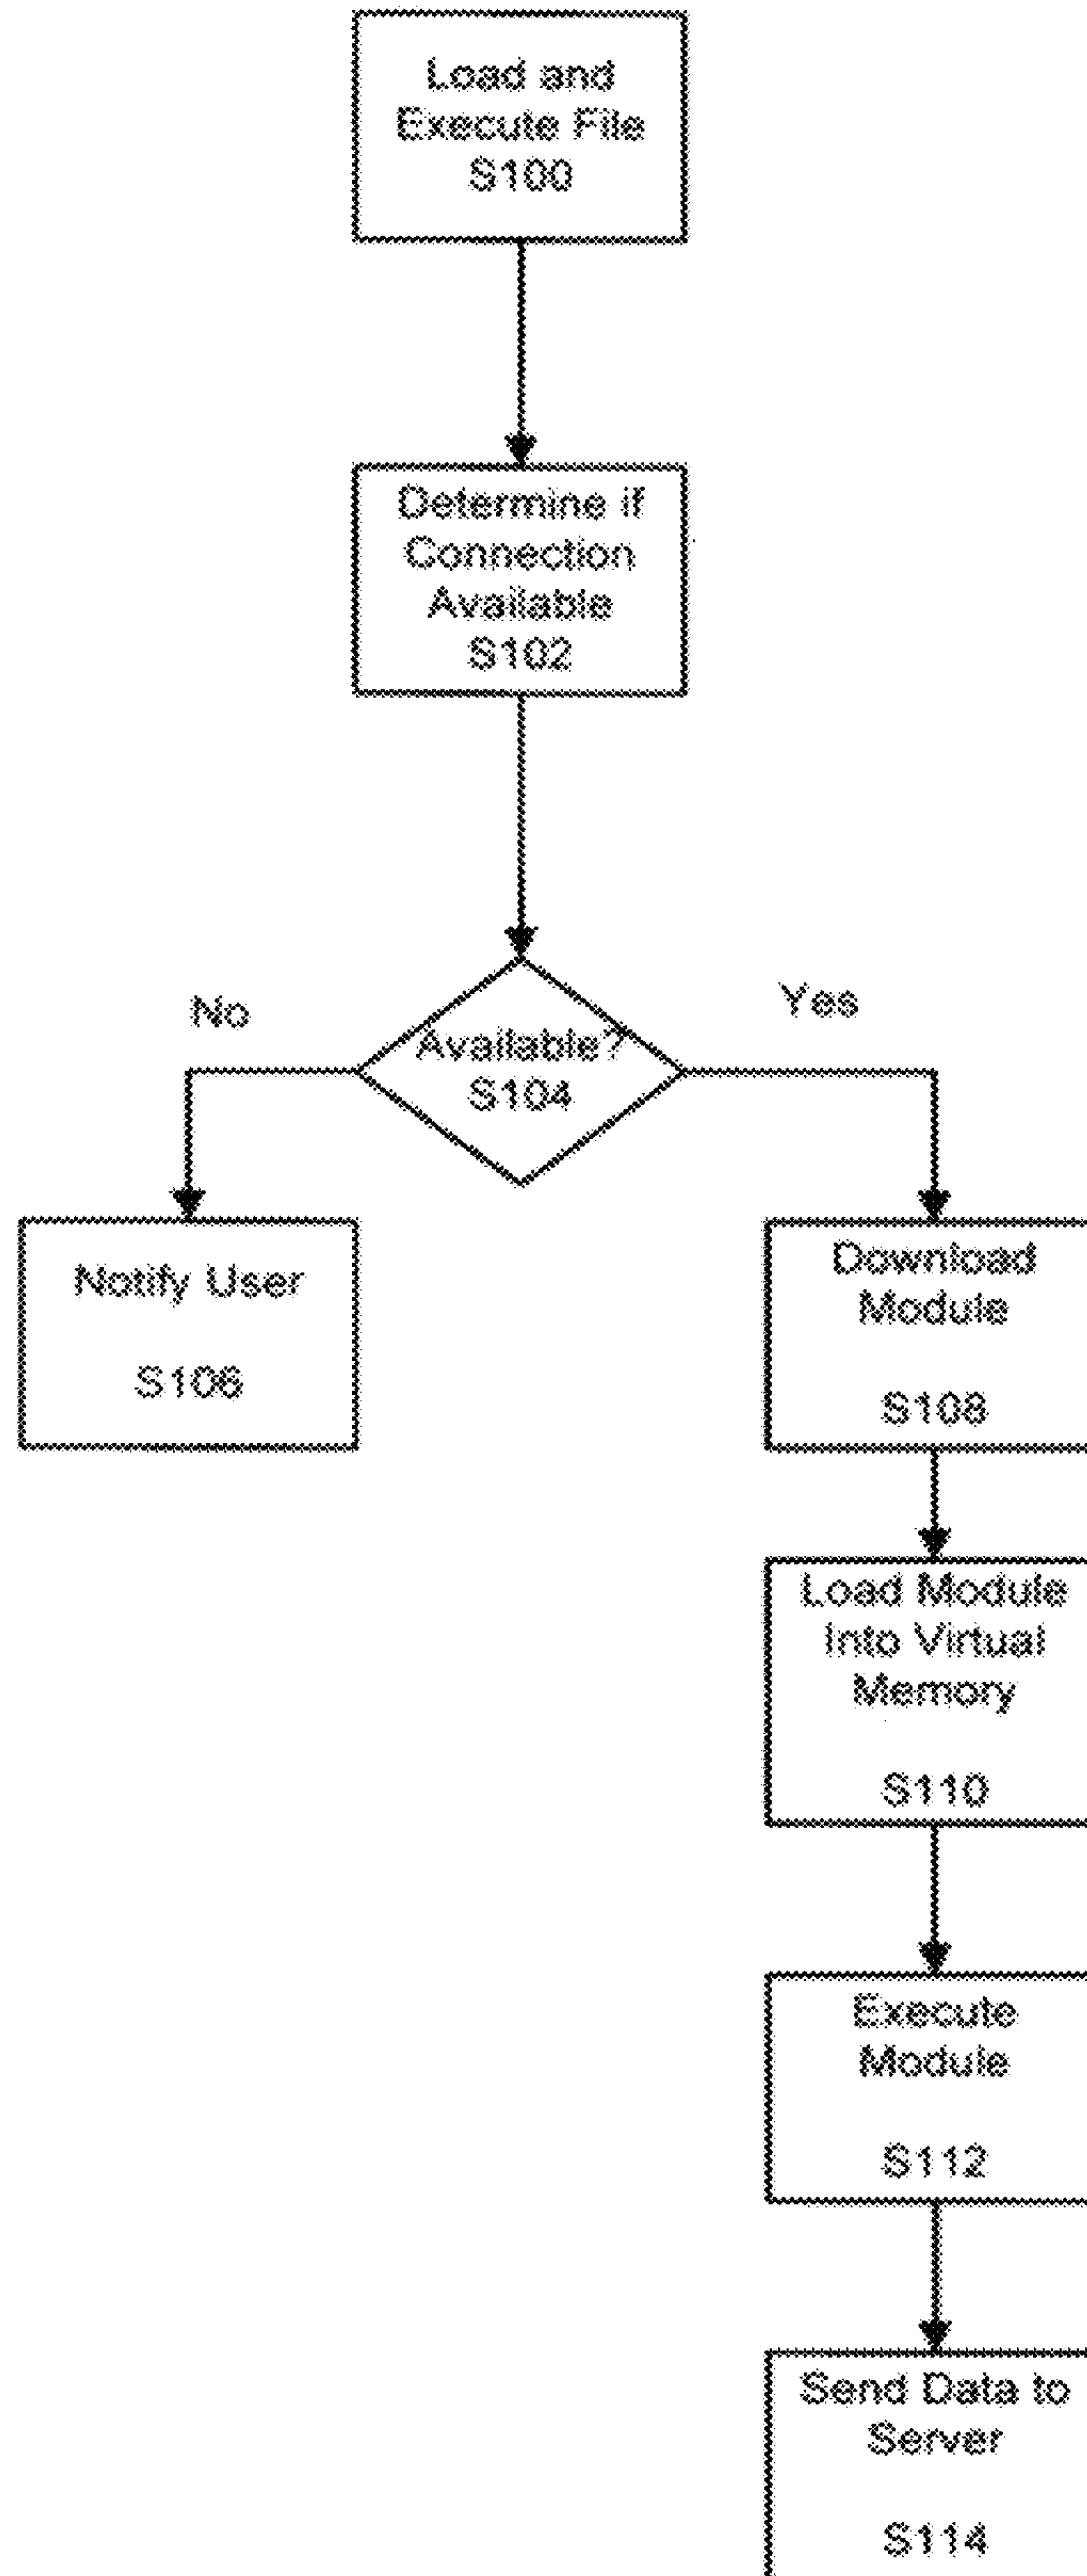 Load and
Execute File
S100
Determine if
Connection
Available
S102
No
Yes
Available?
S104
Notify User
S106
Download
Module
S108
Load Module
Into Virtual
Memory
S110
Execute
Module
S112
Send Data to
Server
S114